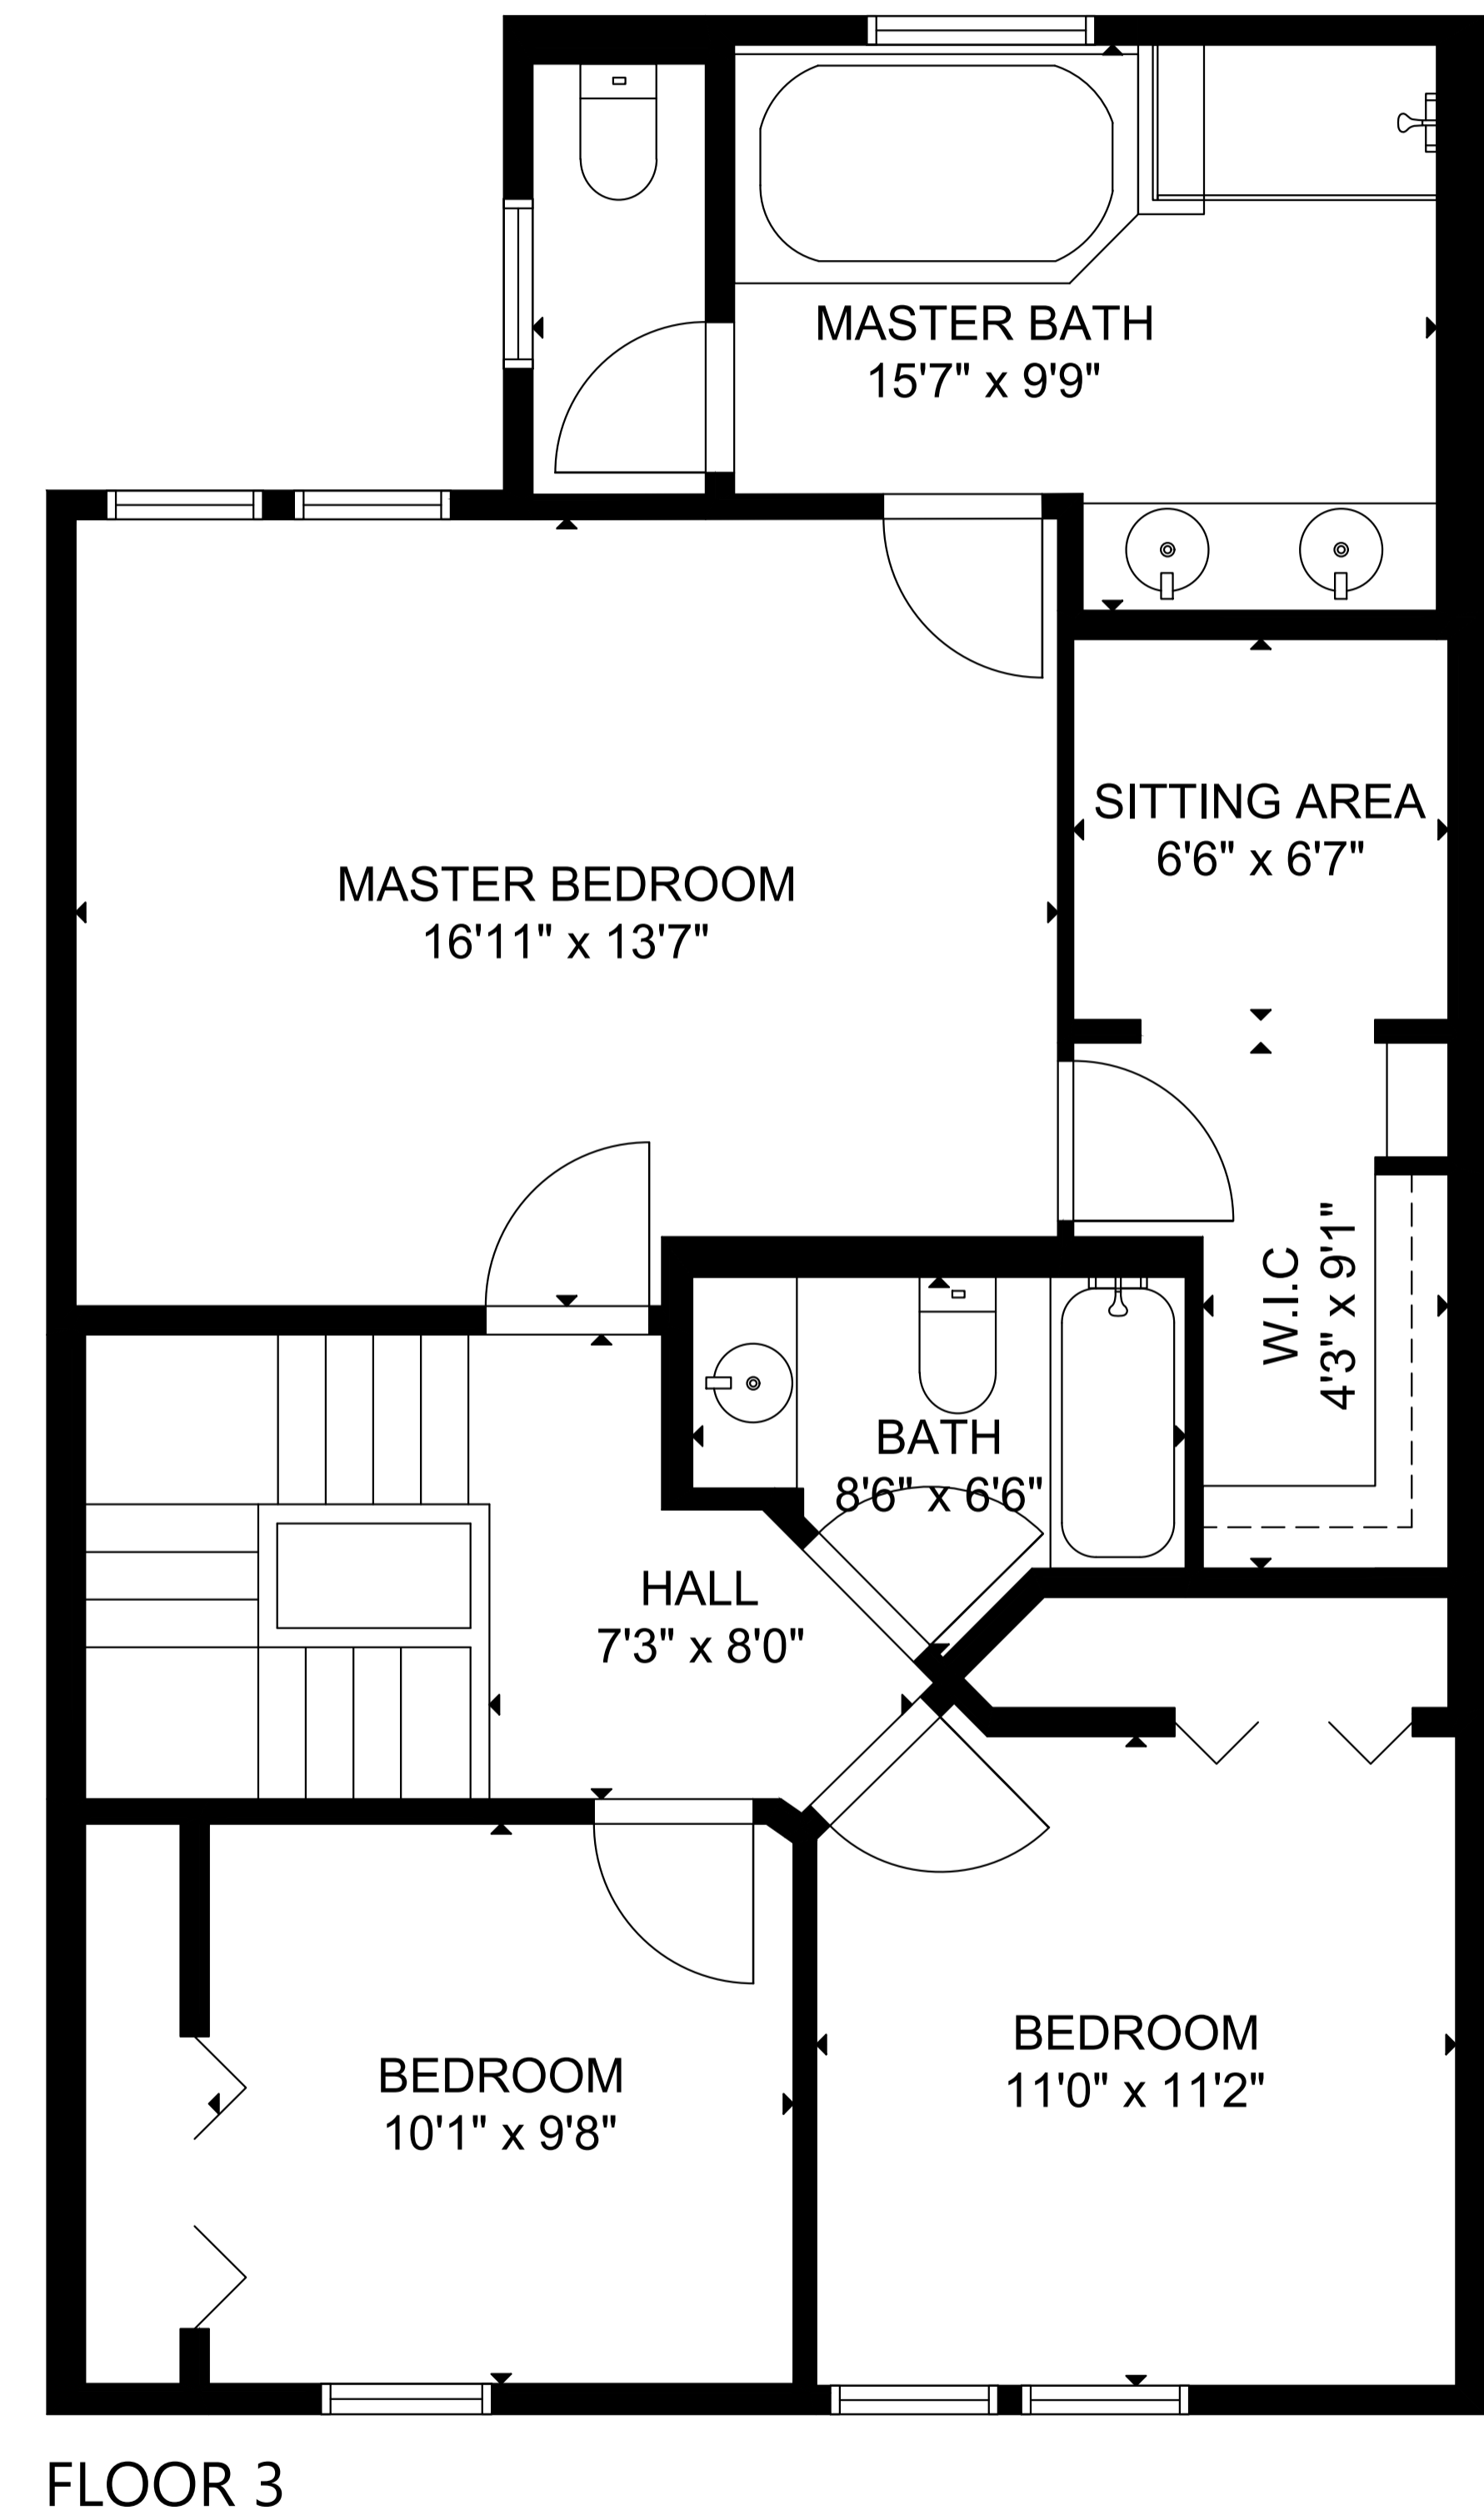 MASTER BATH
15'7" x 9'9"
SITTING AREA
6'6" x 6'7"
MASTER BEDROOM
16'11" x 13'7"
W.I.C
4'3" x 9'1"
BATH
8'6" x 6'6"
HALL
7'3" x 8'0"
BEDROOM
11'0" x 11'2"
BEDROOM
10'1" x 9'8"
FLOOR 3